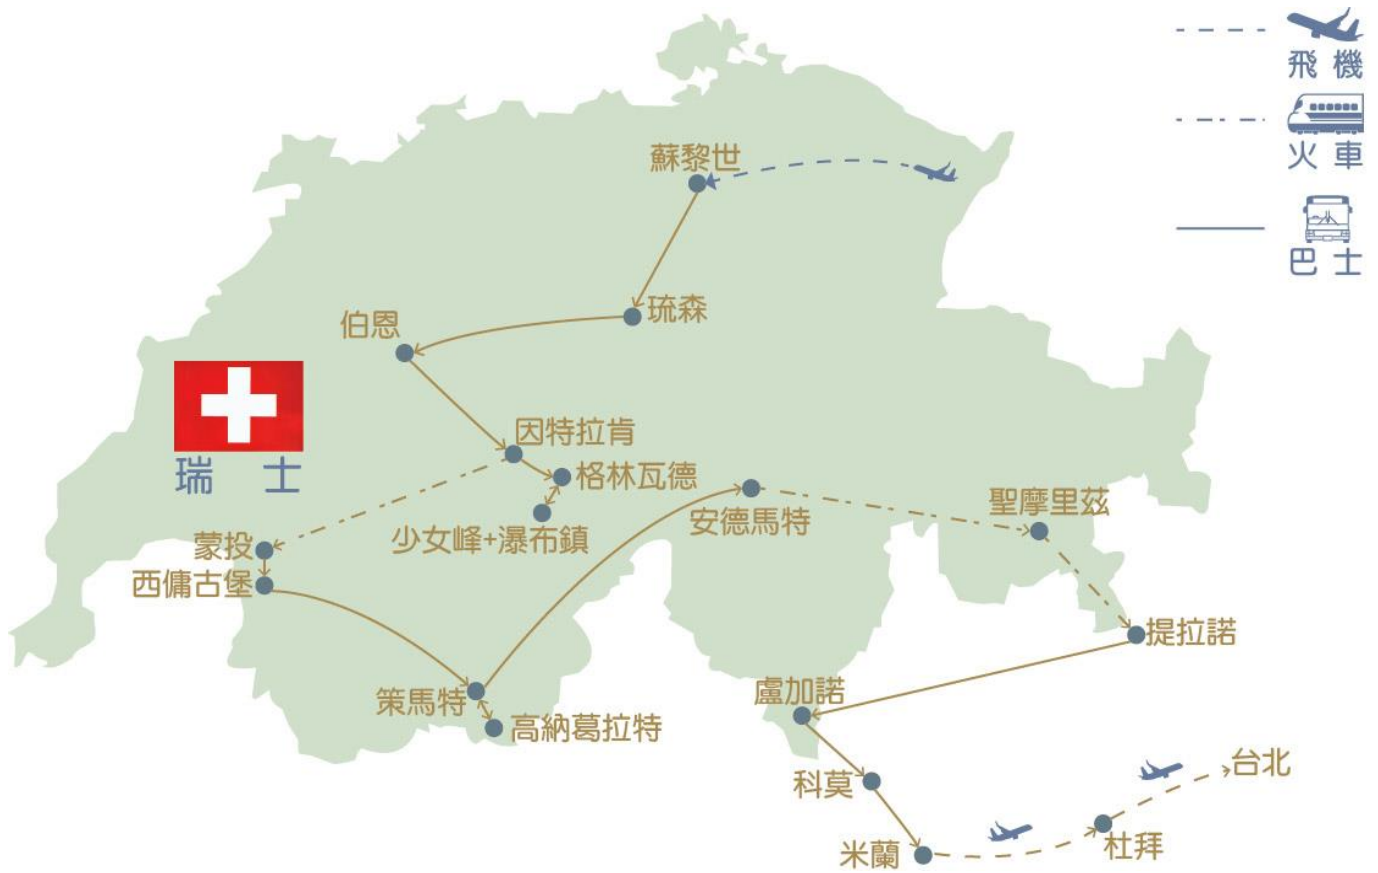 飛機
火車
蘇黎世
巴士
琉森
伯恩
因特拉肯
瑞士
格林瓦德
聖摩里茲
安德馬特
少女峰+瀑布鎮
蒙投
西傭古堡
提拉諾
盧加諾
策馬特
高納葛拉特
台北
科莫
杜拜
米蘭